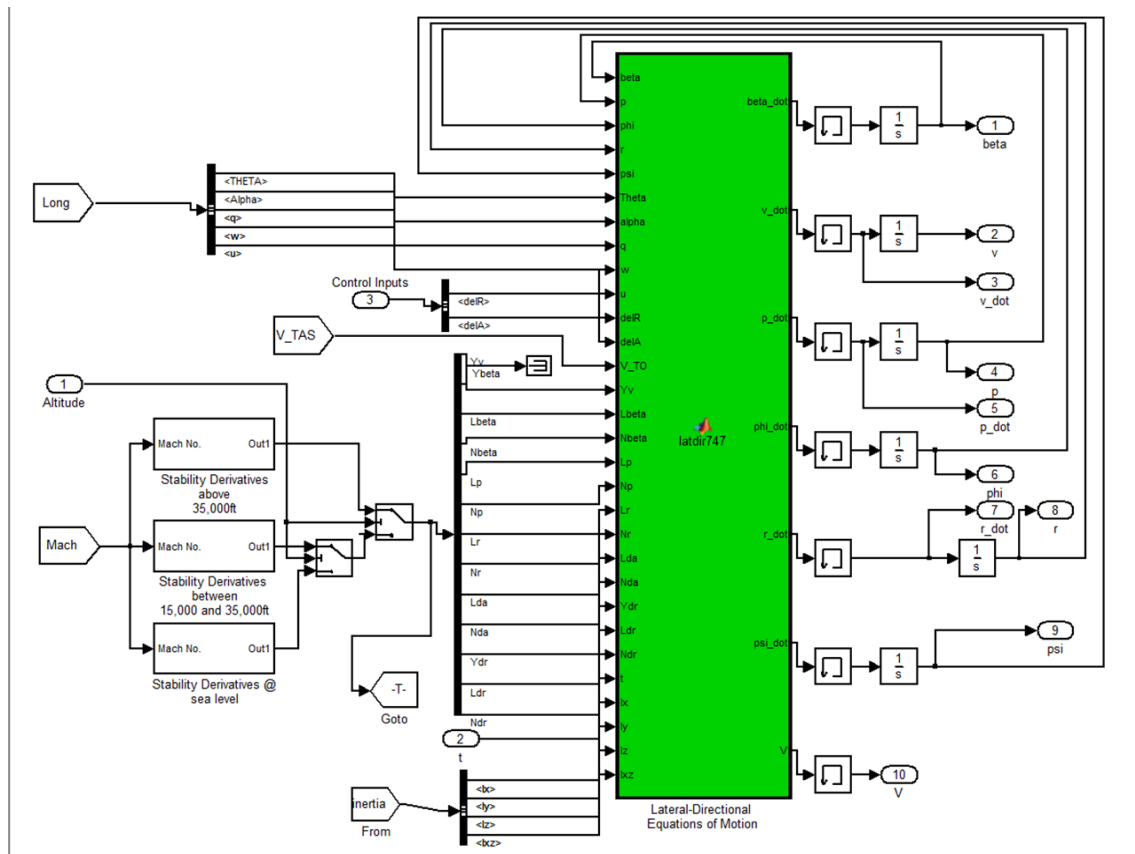 Long
<THETA>
<Alpha>
<q>
<w>
<u>
Control Inputs
3
<delR>
<delA>
V_TAS
1
Altitude
Mach No.
Out1
Stability Derivatives
above
35,000ft
Mach
Mach No.
Out1
Stability Derivatives
between
15,000 and 35,000ft
Mach No.
Out1
Stability Derivatives @
sea level
-T-
Goto
Yv
Ybeta
Lbeta
Nbeta
Lp
Np
Lr
Nr
Lda
Nda
Ydr
Ldr
Ndr
2
t
inertia
From
<Ix>
<Iy>
<Iz>
<Ixz>
beta
p
phi
r
psi
Theta
alpha
q
w
u
delR
delA
V_TO
Yv
Lbeta
Nbeta
Lp
Np
Lr
Nr
Lda
Nda
Ydr
Ldr
Ndr
t
Ix
Iy
Iz
Ixz
latdir747
beta_dot
v_dot
p_dot
phi_dot
r_dot
psi_dot
V
Lateral-Directional
Equations of Motion
1
s
1
beta
1
s
2
v
3
v_dot
1
s
4
p
5
p_dot
1
s
6
phi
7
r_dot
1
s
8
r
1
s
9
psi
10
V